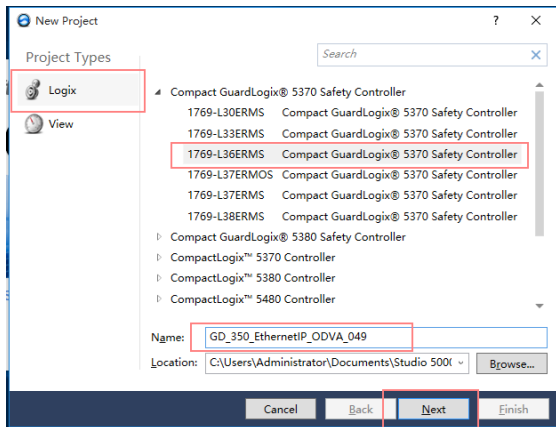 New Project
? ×
Project Types
Search
Logix
View
Compact GuardLogix® 5370 Safety Controller
1769-L30ERMS Compact GuardLogix® 5370 Safety Controller
1769-L33ERMS Compact GuardLogix® 5370 Safety Controller
1769-L36ERMS Compact GuardLogix® 5370 Safety Controller
1769-L37ERMOS Compact GuardLogix® 5370 Safety Controller
1769-L37ERMS Compact GuardLogix® 5370 Safety Controller
1769-L38ERMS Compact GuardLogix® 5370 Safety Controller
Compact GuardLogix® 5380 Safety Controller
CompactLogix™ 5370 Controller
CompactLogix™ 5380 Controller
CompactLogix™ 5480 Controller
Name: GD_350_EthernetIP_ODVA_049
Location: C:\Users\Administrator\Documents\Studio 500 Browse...
Cancel Back Next Finish